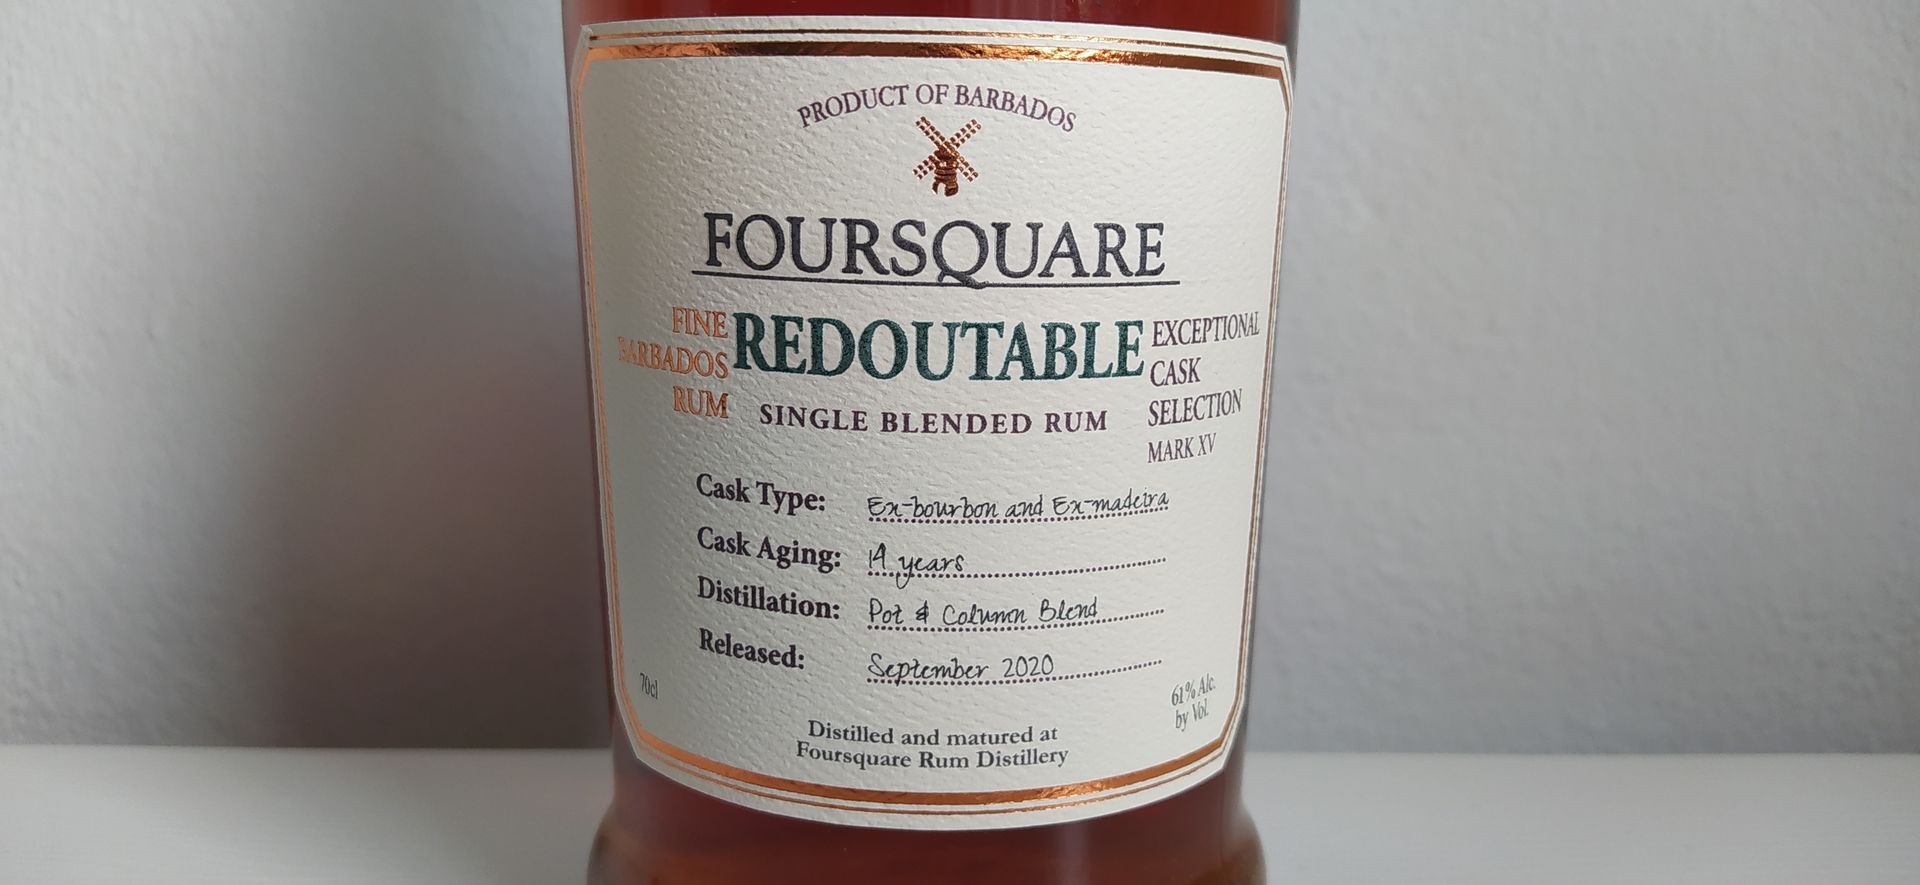 PRODUCT OF BARBADOS
FOURSQUARE
FINE
BARBADOS
RUM
REDOUTABLE
SINGLE BLENDED RUM
EXCEPTIONAL
CASK
SELECTION
MARK XV
Cask Type: Ex-bourbon and Ex-madeira
Cask Aging: 14 years
Distillation: Pot & Column Blend
Released: September 2020
70cl
61% Alc.
by Vol.
Distilled and matured at
Foursquare Rum Distillery